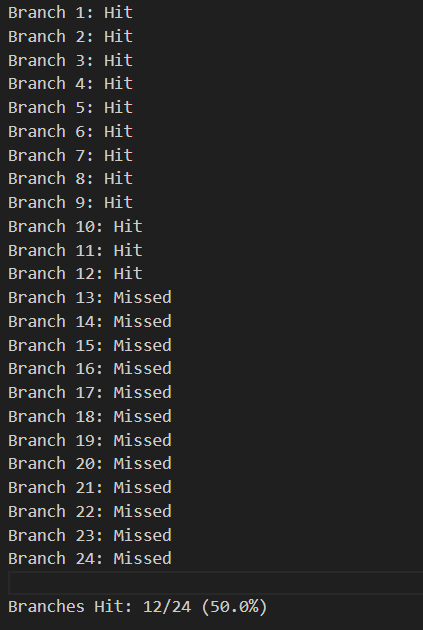 Branch 1: Hit
Branch 2: Hit
Branch 3: Hit
Branch 4: Hit
Branch 5: Hit
Branch 6: Hit
Branch 7: Hit
Branch 8: Hit
Branch 9: Hit
Branch 10: Hit
Branch 11: Hit
Branch 12: Hit
Branch 13: Missed
Branch 14: Missed
Branch 15: Missed
Branch 16: Missed
Branch 17: Missed
Branch 18: Missed
Branch 19: Missed
Branch 20: Missed
Branch 21: Missed
Branch 22: Missed
Branch 23: Missed
Branch 24: Missed
Branches Hit: 12/24 (50.0%)